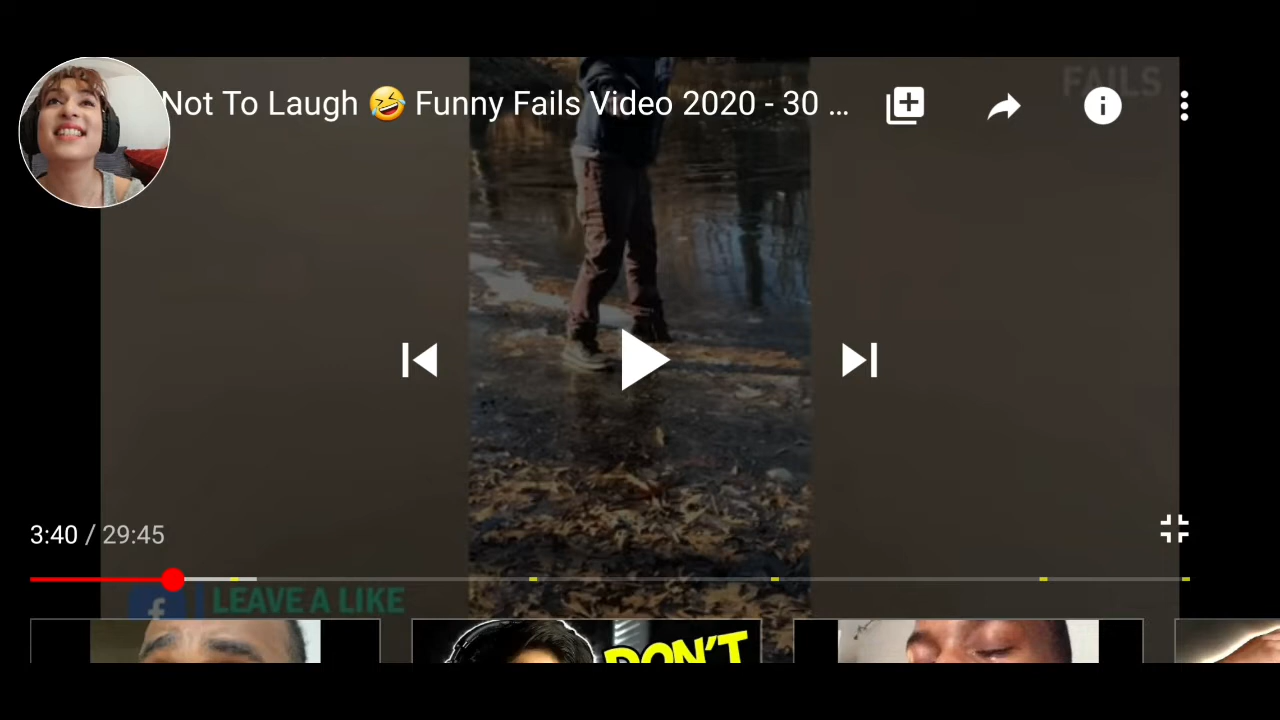 Not To Laugh 🤣 Funny Fails Video 2020 - 30 ...
FAILS
3:40 / 29:45
f LEAVE A LIKE
DON'T